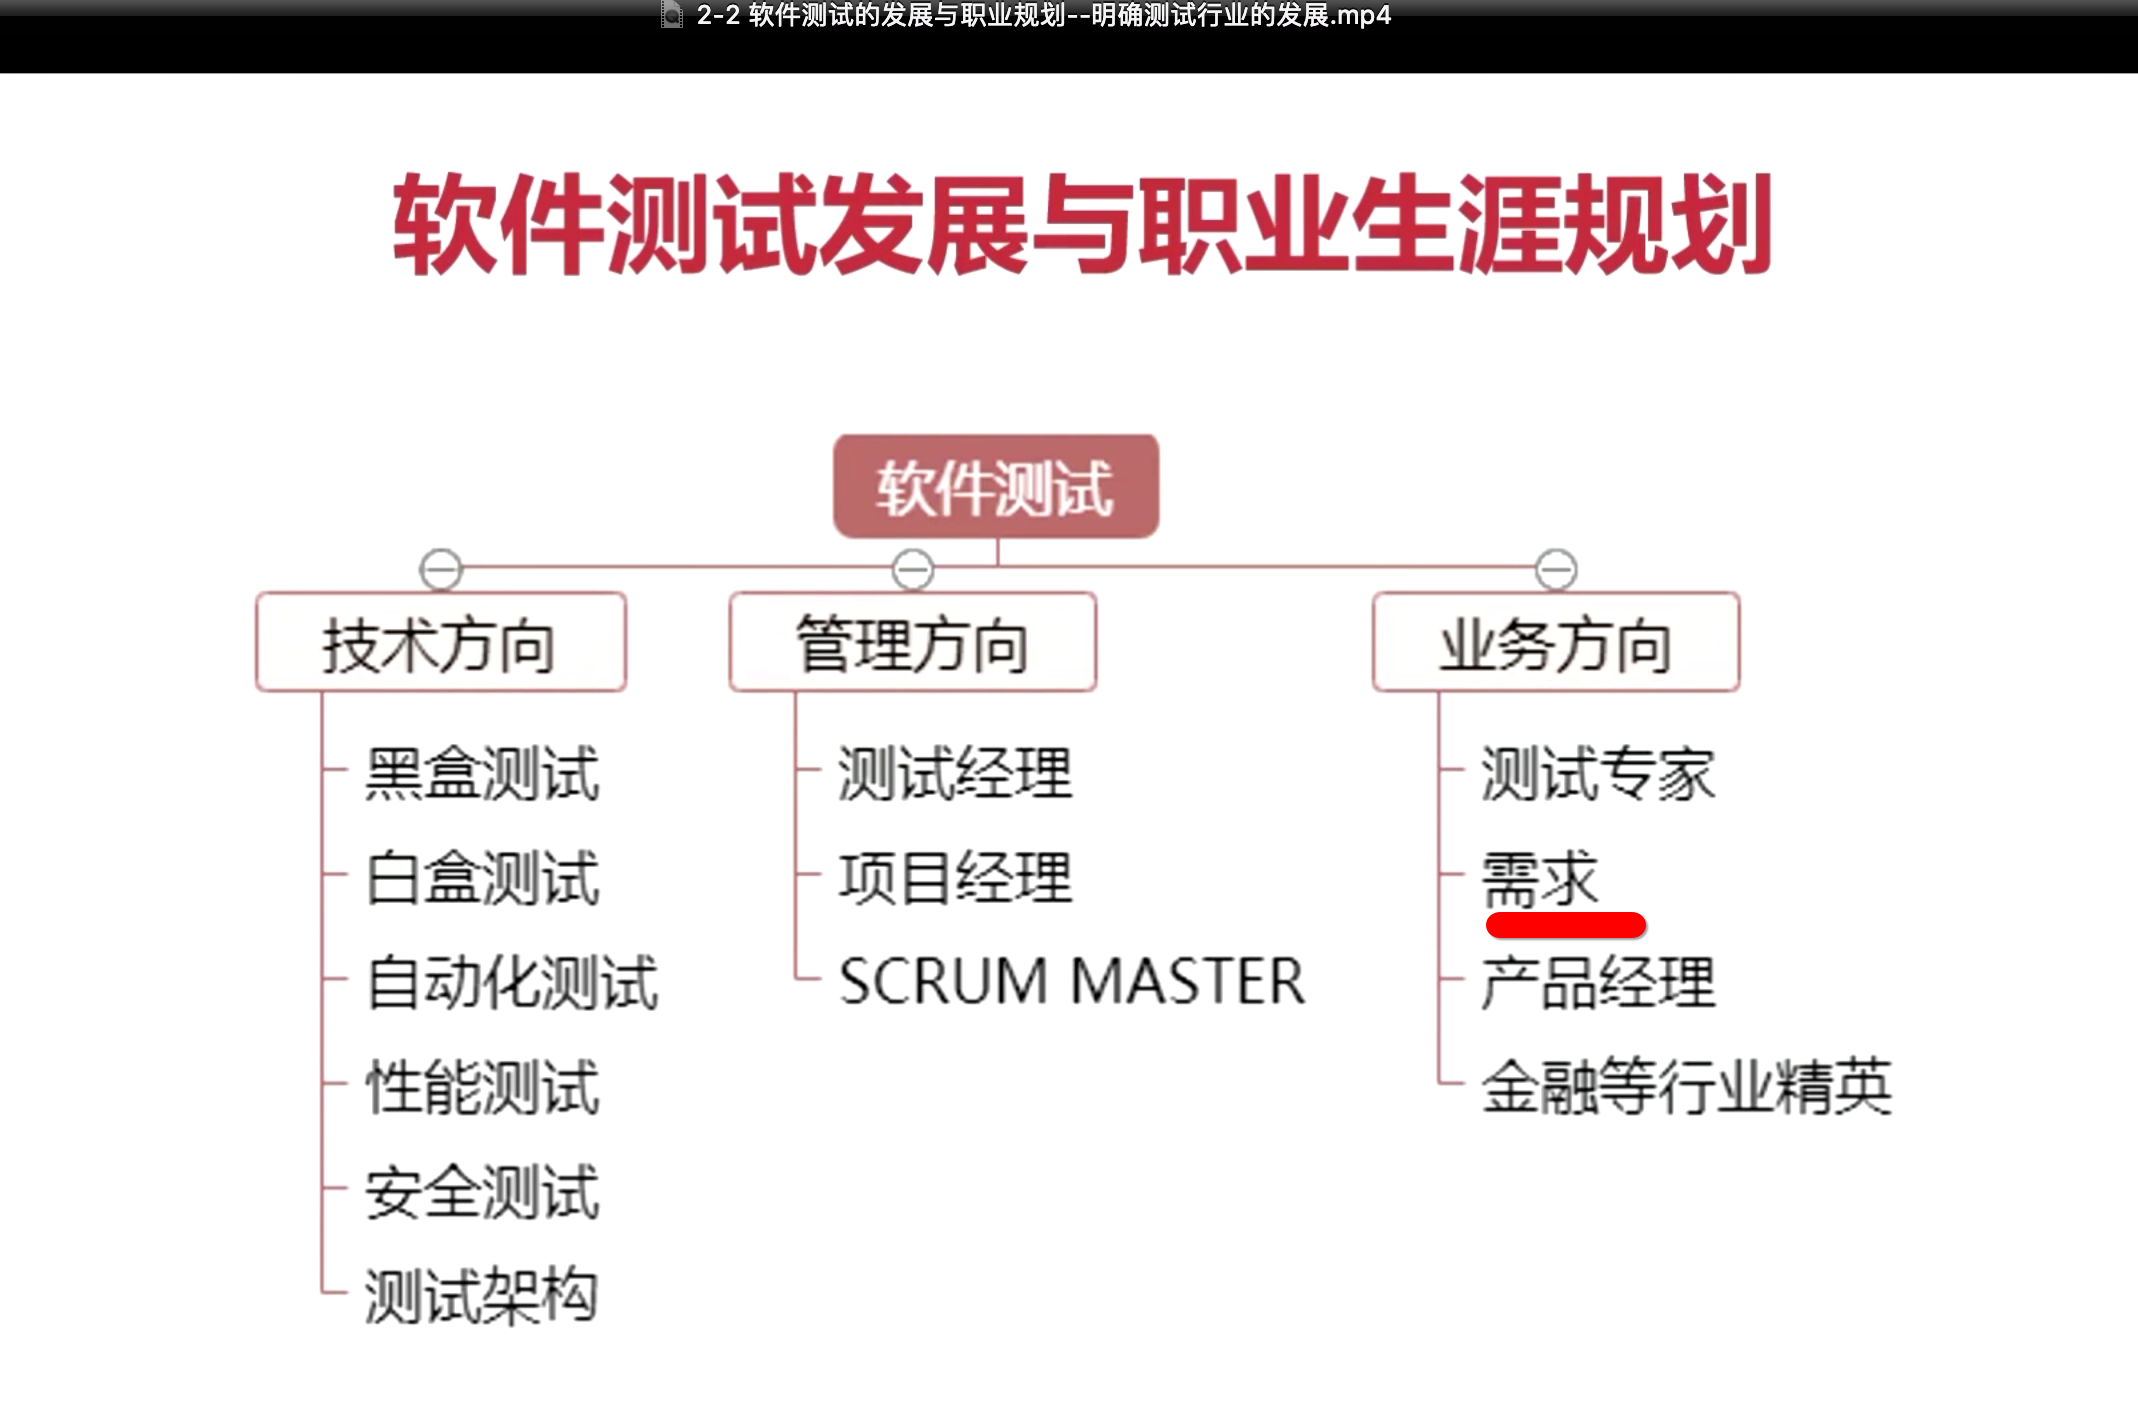 2-2 软件测试的发展与职业规划--明确测试行业的发展.mp4
软件测试发展与职业生涯规划
软件测试
技术方向
黑盒测试
白盒测试
自动化测试
性能测试
安全测试
测试架构
管理方向
测试经理
项目经理
SCRUM MASTER
业务方向
测试专家
需求
产品经理
金融等行业精英